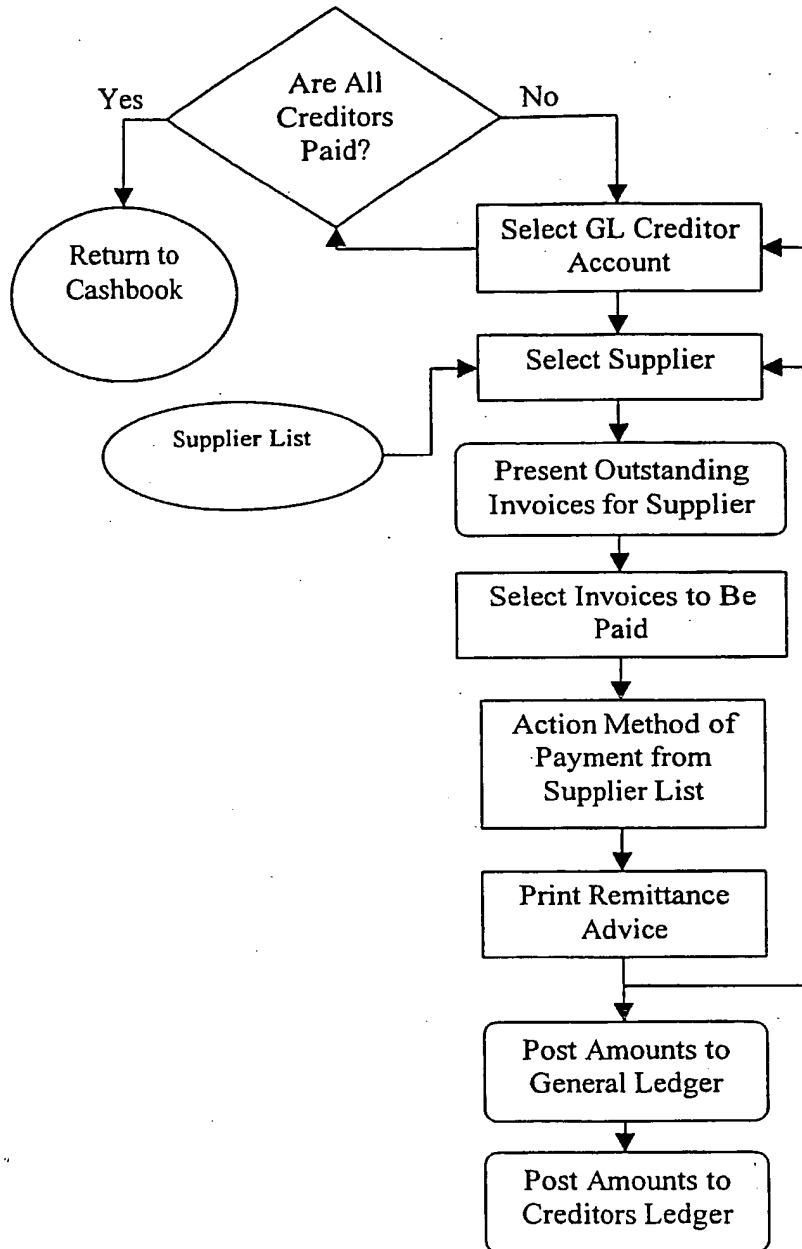 Are All
Creditors
Paid?
Yes
No
Select GL Creditor
Account
Return to
Cashbook
Select Supplier
Supplier List
Present Outstanding
Invoices for Supplier
Select Invoices to Be
Paid
Action Method of
Payment from
Supplier List
Print Remittance
Advice
Post Amounts to
General Ledger
Post Amounts to
Creditors Ledger